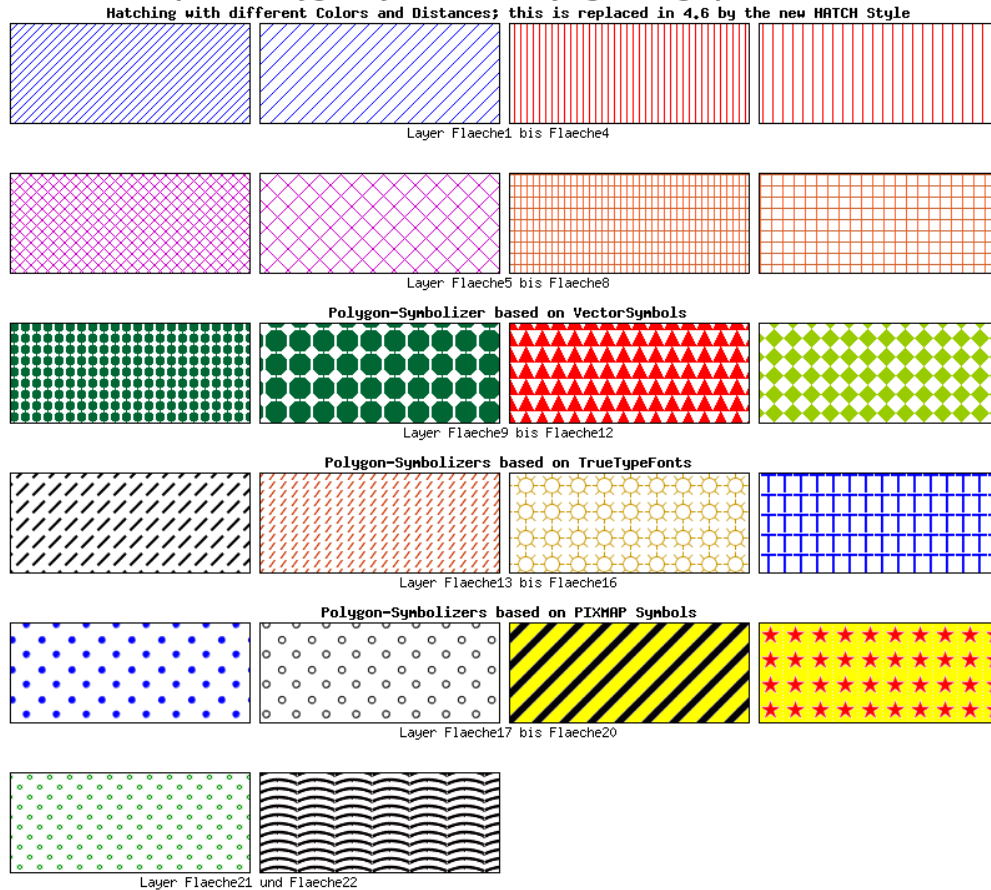 Hatching with different Colors and Distances; this is replaced in 4.6 by the new HATCH Style
Layer Flaeche1 bis Flaeche4
Layer Flaeche5 bis Flaeche8
Polygon-Symbolizer based on VectorSymbols
Layer Flaeche9 bis Flaeche12
Polygon-Symbolizers based on TrueTypeFonts
Layer Flaeche13 bis Flaeche16
Polygon-Symbolizers based on PIXMAP Symbols
Layer Flaeche17 bis Flaeche20
Layer Flaeche21 und Flaeche22